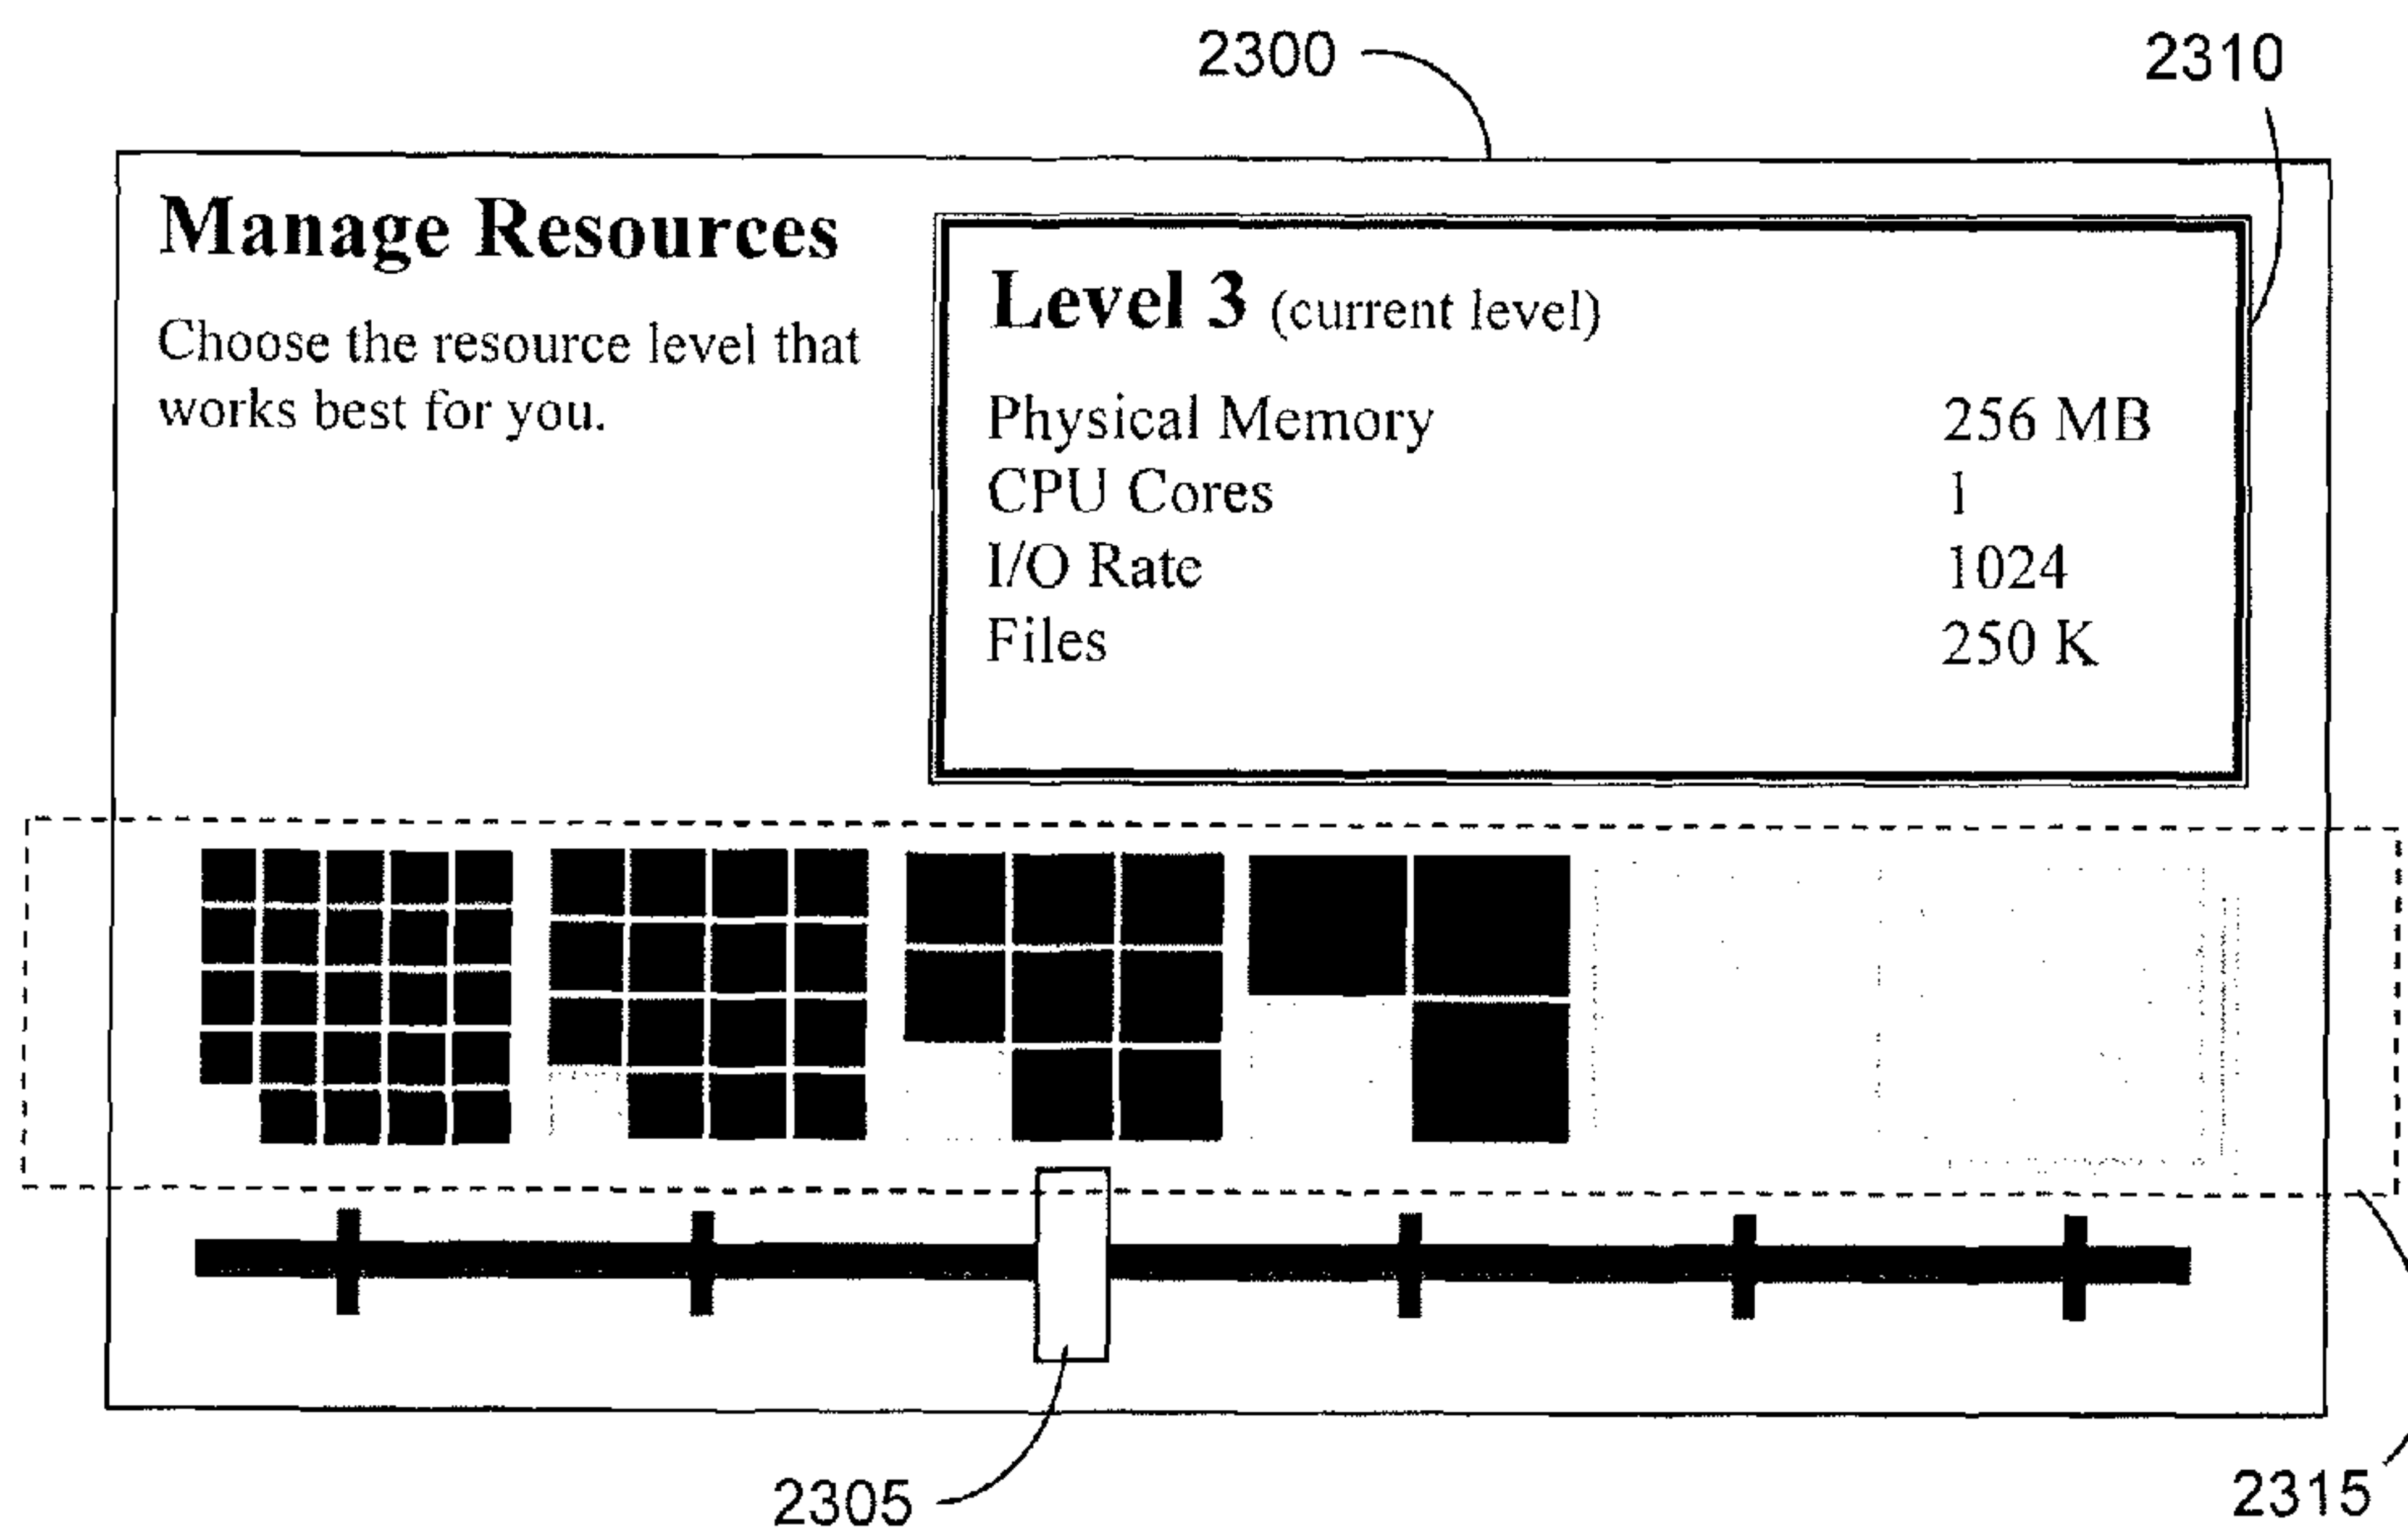 2300
2310
Manage Resources
Choose the resource level that
works best for you.
Level 3 (current level)
Physical Memory 256 MB
CPU Cores 1
I/O Rate 1024
Files 250 K
2305
2315